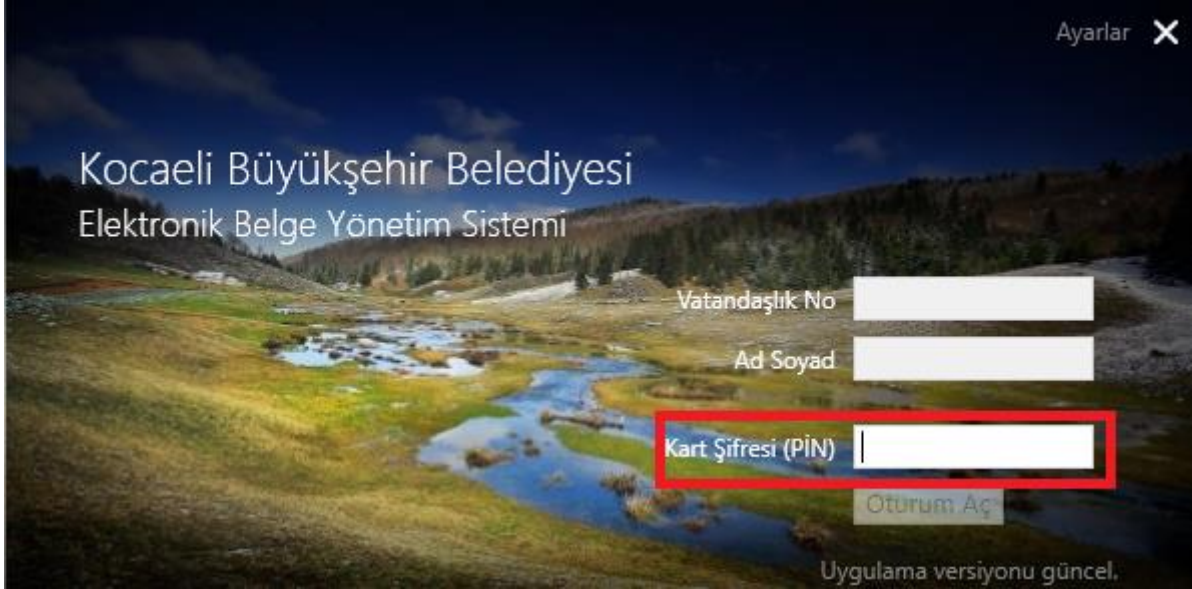 Ayarlar
Kocaeli Büyükşehir Belediyesi
Elektronik Belge Yönetim Sistemi
Vatandaşlık No
Ad Soyad
Kart Şifresi (PİN)
Oturum Aç
Uygulama versiyonu güncel.